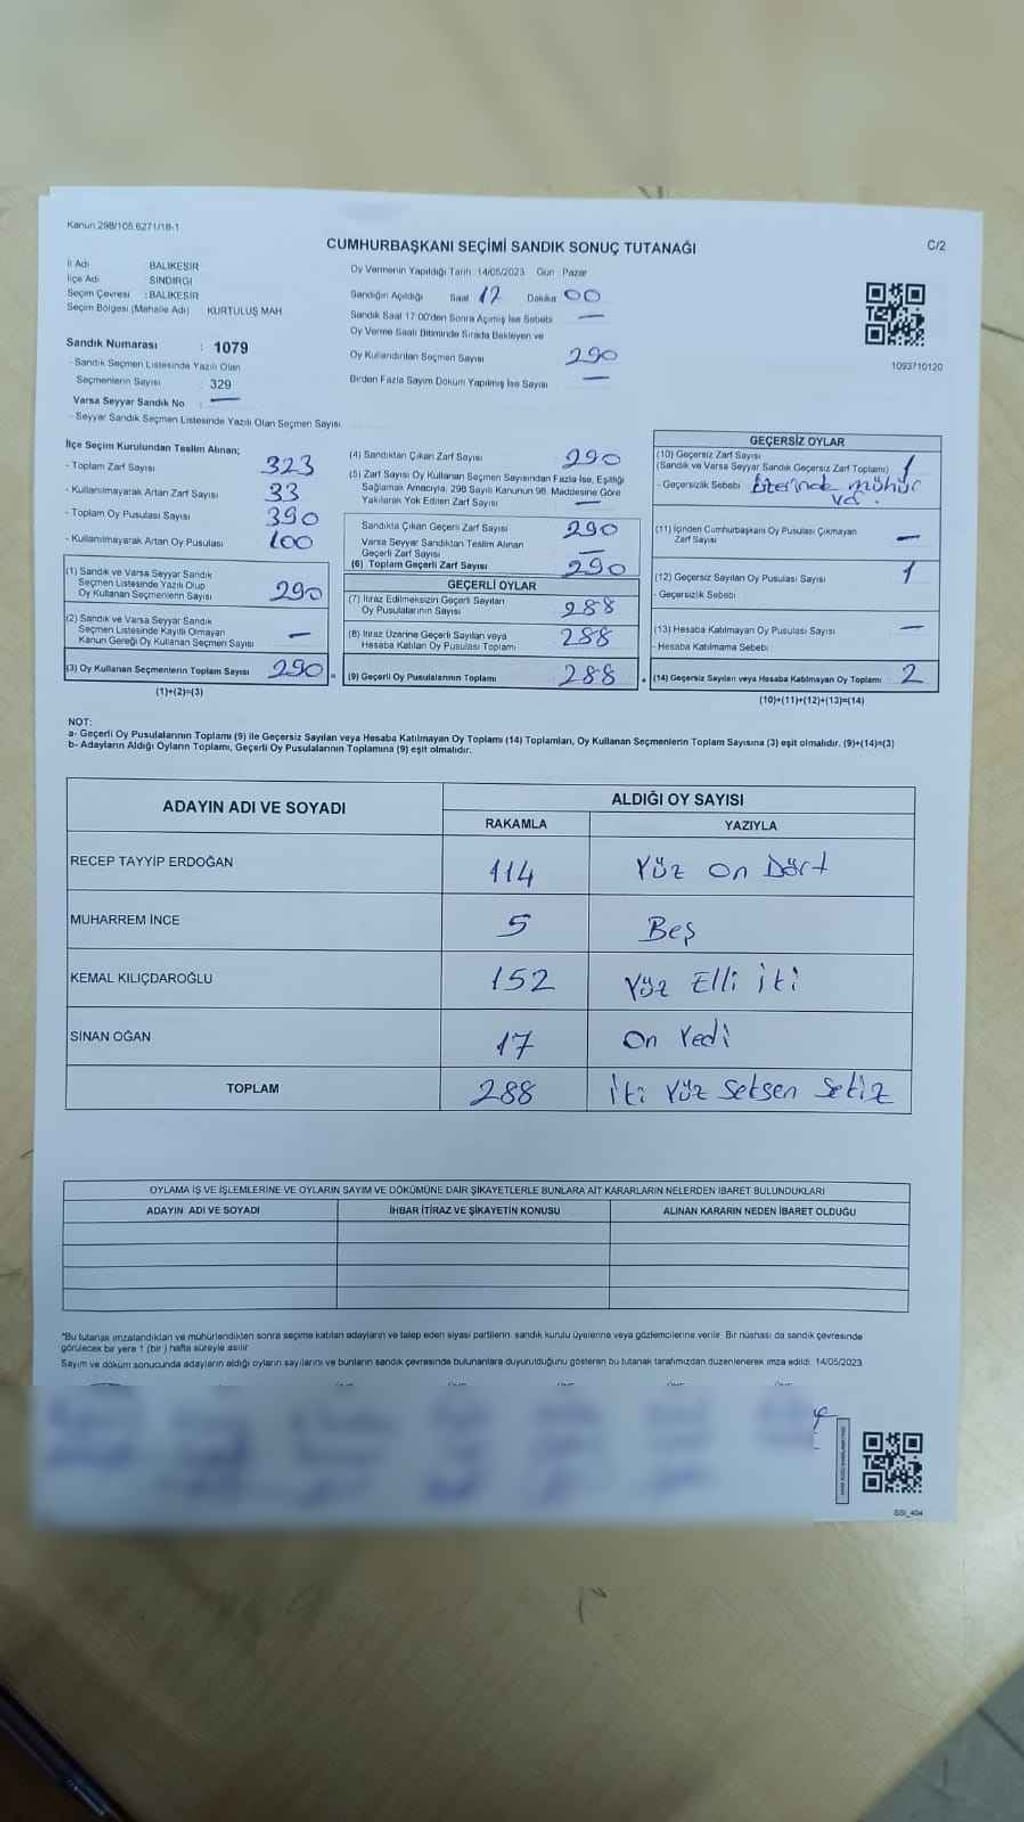 Kanun 298/105.6271/18-1
C/2
CUMHURBAŞKANI SEÇİMİ SANDIK SONUÇ TUTANAĞI
İl Adı BALIKESİR
İlçe Adı SINDIRGI
Seçim Çevresi : BALIKESİR
Seçim Bölgesi (Mahalle Adı) KURTULUŞ MAH
Sandık Numarası : 1079
- Sandık Seçmen Listesinde Yazılı Olan
Seçmenlerin Sayısı 329
Varsa Seyyar Sandık No : —
- Seyyar Sandık Seçmen Listesinde Yazılı Olan Seçmen Sayısı
Oy Vermenin Yapıldığı Tarih 14/05/2023 Gün Pazar
Sandığın Açıldığı Saat 17 Dakika 00
Sandık Saat 17:00'den Sonra Açılmış İse Sebebi —
Oy Verme Saati Bitiminde Sırada Bekleyen ve
Oy Kullandırılan Seçmen Sayısı 290
Birden Fazla Sayım Döküm Yapılmış İse Sayısı —
1093710120
İlçe Seçim Kurulundan Teslim Alınan;
- Toplam Zarf Sayısı 323
- Kullanılmayarak Artan Zarf Sayısı 33
- Toplam Oy Pusulası Sayısı 390
- Kullanılmayarak Artan Oy Pusulası 100
(1) Sandık ve Varsa Seyyar Sandık
Seçmen Listesinde Yazılı Olup
Oy Kullanan Seçmenlerin Sayısı 290
(2) Sandık ve Varsa Seyyar Sandık
Seçmen Listesinde Kayıtlı Olmayan
Kanun Gereği Oy Kullanan Seçmen Sayısı —
(3) Oy Kullanan Seçmenlerin Toplam Sayısı 290
(1)+(2)=(3)
(4) Sandıktan Çıkan Zarf Sayısı 290
(5) Zarf Sayısı Oy Kullanan Seçmen Sayısından Fazla İse, Eşitliği
Sağlamak Amacıyla, 298 Sayılı Kanunun 98. Maddesine Göre
Yakılarak Yok Edilen Zarf Sayısı —
Sandıkta Çıkan Geçerli Zarf Sayısı 290
Varsa Seyyar Sandıktan Teslim Alınan
Geçerli Zarf Sayısı —
(6) Toplam Geçerli Zarf Sayısı 290
GEÇERLİ OYLAR
(7) İtiraz Edilmeksizin Geçerli Sayılan
Oy Pusulalarının Sayısı 288
(8) İtiraz Üzerine Geçerli Sayılan veya
Hesaba Katılan Oy Pusulası Toplamı 288
= (9) Geçerli Oy Pusulalarının Toplamı 288
GEÇERSİZ OYLAR
(10) Geçersiz Zarf Sayısı
(Sandık ve Varsa Seyyar Sandık Geçersiz Zarf Toplamı) 1
- Geçersizlik Sebebi mühür
(11) İçinden Cumhurbaşkanı Oy Pusulası Çıkmayan
Zarf Sayısı —
(12) Geçersiz Sayılan Oy Pusulası Sayısı 1
- Geçersizlik Sebebi
(13) Hesaba Katılmayan Oy Pusulası Sayısı —
- Hesaba Katılmama Sebebi
+ (14) Geçersiz Sayılan veya Hesaba Katılmayan Oy Toplamı 2
(10)+(11)+(12)+(13)=(14)
NOT:
a- Geçerli Oy Pusulalarının Toplamı (9) ile Geçersiz Sayılan veya Hesaba Katılmayan Oy Toplamı (14) Toplamları, Oy Kullanan Seçmenlerin Toplam Sayısına (3) eşit olmalıdır. (9)+(14)=(3)
b- Adayların Aldığı Oyların Toplamı, Geçerli Oy Pusulalarının Toplamına (9) eşit olmalıdır.
ADAYIN ADI VE SOYADI ALDIĞI OY SAYISI
RAKAMLA YAZIYLA
RECEP TAYYİP ERDOĞAN 114 Yüz On Dört
MUHARREM İNCE 5 Beş
KEMAL KILIÇDAROĞLU 152 Yüz Elli iki
SİNAN OĞAN 17 On Yedi
TOPLAM 288 İki Yüz Seksen Sekiz
OYLAMA İŞ VE İŞLEMLERİNE VE OYLARIN SAYIM VE DÖKÜMÜNE DAİR ŞİKAYETLERLE BUNLARA AİT KARARLARIN NELERDEN İBARET BULUNDUKLARI
ADAYIN ADI VE SOYADI İHBAR İTİRAZ VE ŞİKAYETİN KONUSU ALINAN KARARIN NEDEN İBARET OLDUĞU
*Bu tutanak imzalandıktan ve mühürlendikten sonra seçime katılan adayların ve talep eden siyasi partilerin sandık kurulu üyelerine veya gözlemcilerine verilir. Bir nüshası da sandık çevresinde
görülecek bir yere 1 (bir) hafta süreyle asılır.
Sayım ve döküm sonucunda adayların aldığı oyların sayılarını ve bunların sandık çevresinde bulunanlara duyurulduğunu gösteren bu tutanak tarafımızdan düzenlenerek imza edildi. 14/05/2023
SSI_404